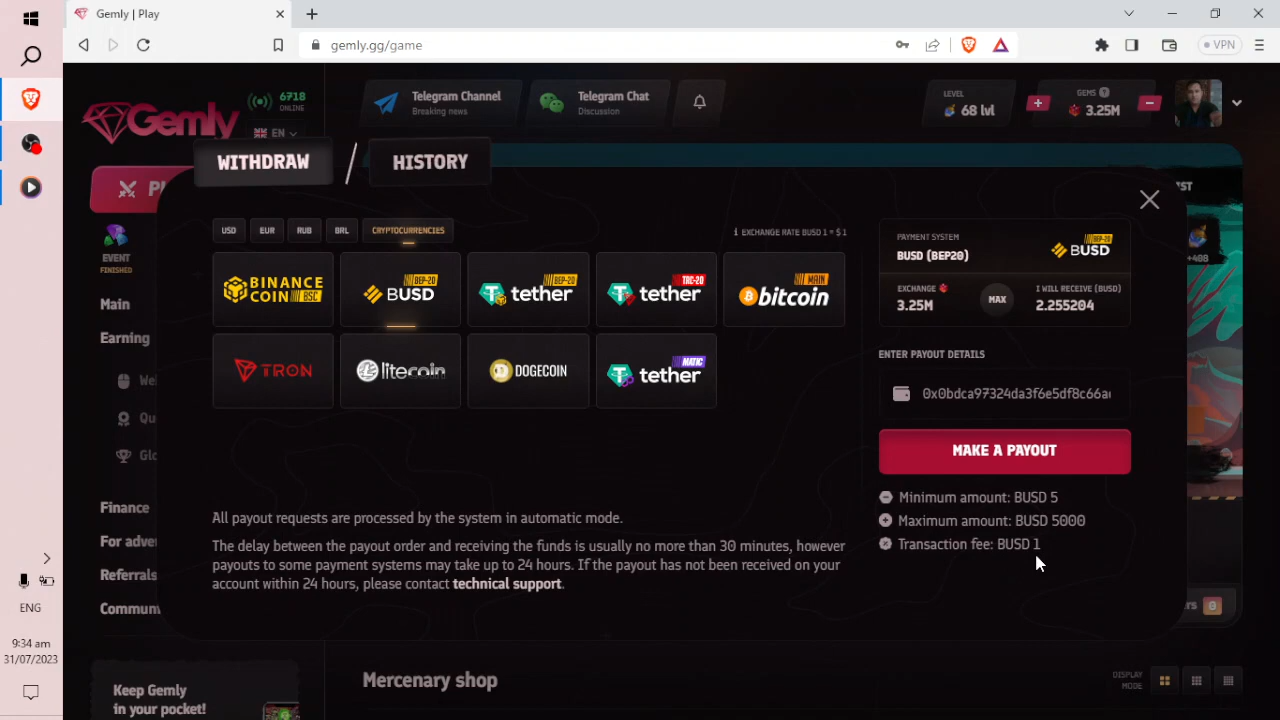 Gemly | Play
gemly.gg/game
VPN
Gemly
6718
ONLINE
EN
Telegram Channel
Breaking news
Telegram Chat
Discussion
LEVEL
68 lvl
GEMS
3.25M
WITHDRAW
HISTORY
USD
EUR
RUB
BRL
CRYPTOCURRENCIES
EXCHANGE RATE BUSD 1 = $ 1
BINANCE
COIN BSC
BUSD BEP-20
tether BEP-20
tether TRC-20
bitcoin MAIN
TRON
litecoin
DOGECOIN
tether MATIC
PAYMENT SYSTEM
BUSD (BEP20)
BUSD BEP-20
EXCHANGE
3.25M
MAX
I WILL RECEIVE (BUSD)
2.255204
ENTER PAYOUT DETAILS
MAKE A PAYOUT
Minimum amount: BUSD 5
Maximum amount: BUSD 5000
Transaction fee: BUSD 1
All payout requests are processed by the system in automatic mode.
The delay between the payout order and receiving the funds is usually no more than 30 minutes, however
payouts to some payment systems may take up to 24 hours. If the payout has not been received on your
account within 24 hours, please contact technical support.
EVENT
FINISHED
Main
Earning
Finance
For adver
Referrals
Commun
Keep Gemly
in your pocket!
Mercenary shop
DISPLAY
MODE
+408
ENG
9:34 am
31/07/2023